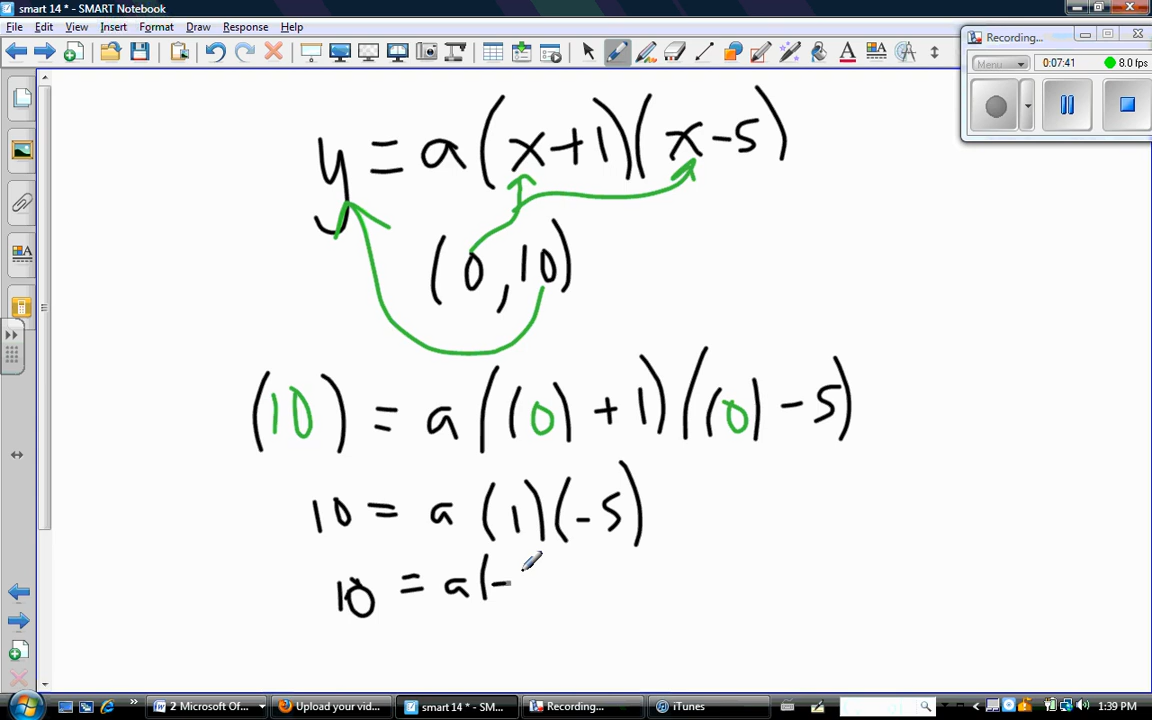 smart 14 * - SMART Notebook
File Edit View Insert Format Draw Response Help
Recording...
Menu 0:07:41 8.0 fps
y = a(x+1)(x-5)
(0,10)
(10) = a((0)+1)((0)-5)
10 = a(1)(-5)
10 = a(-
2 Microsoft O... Upload your vide... smart 14 * - SM... Recording... iTunes 1:39 PM